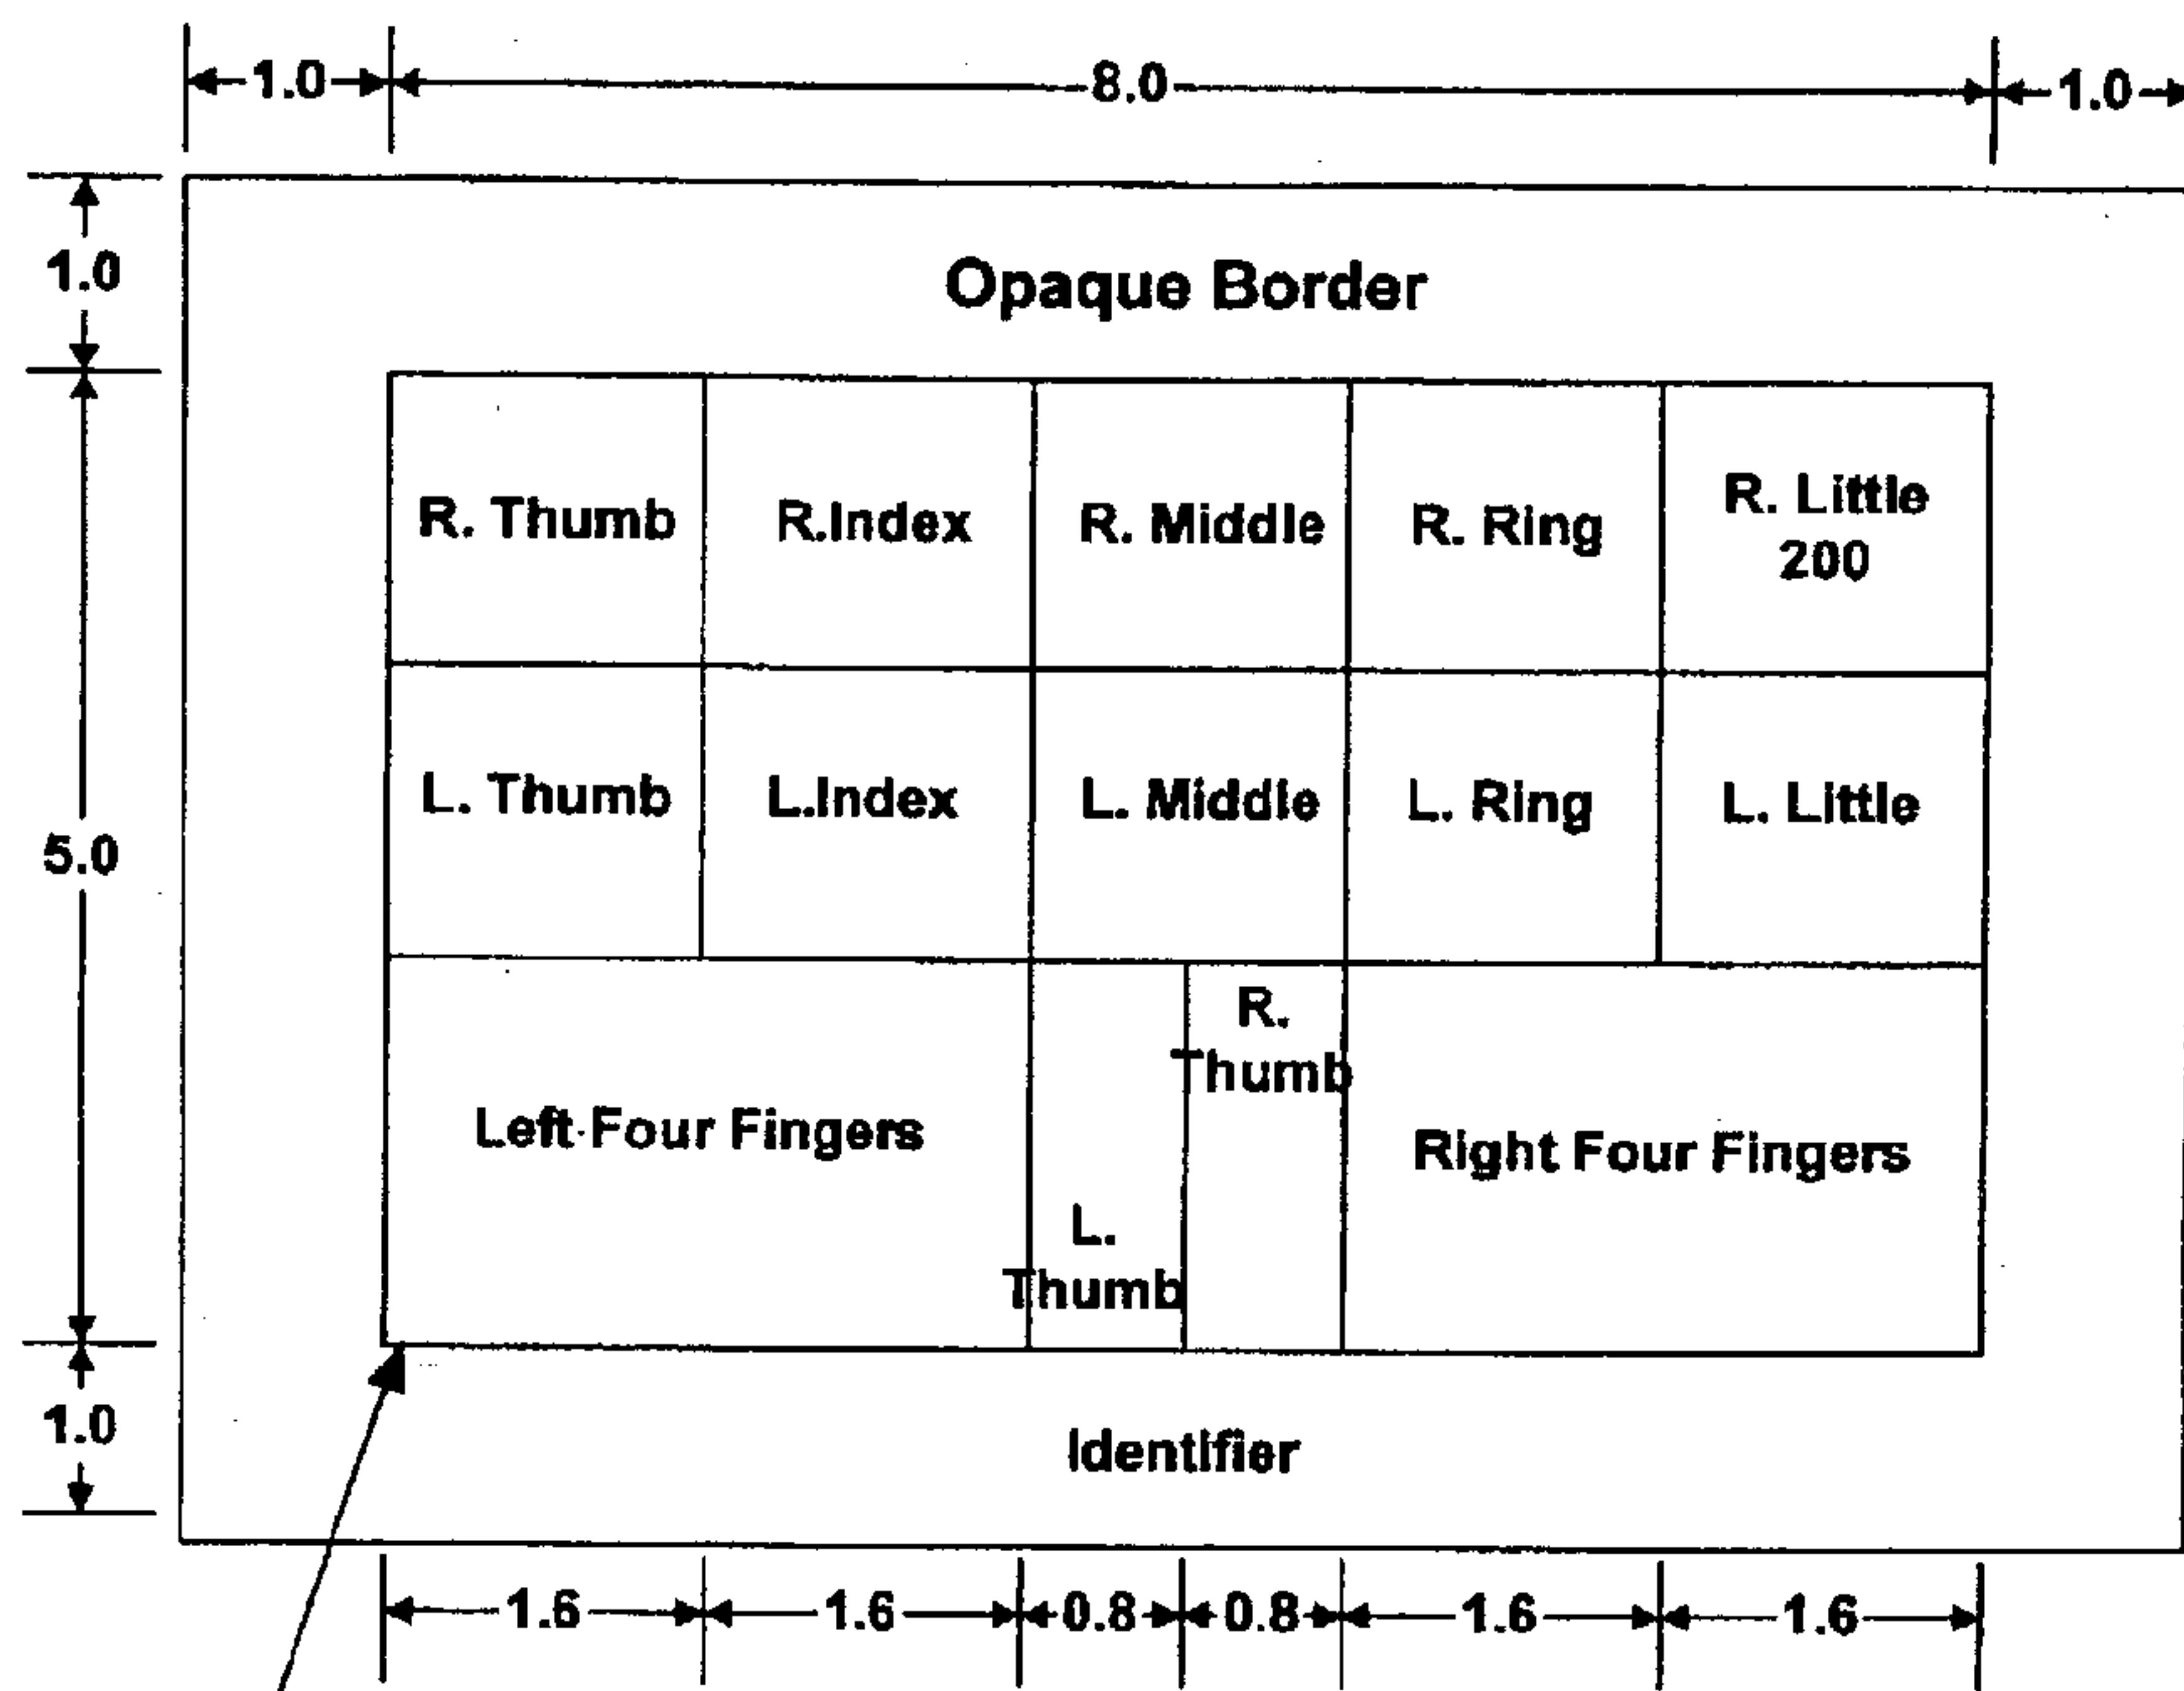 1.0 8.0 1.0
1.0
Opaque Border
R. Thumb R.Index R. Middle R. Ring R. Little
200
L. Thumb L.Index L. Middle L. Ring L. Little
5.0
R.
Thumb
Left Four Fingers
Right Four Fingers
L.
Thumb
1.0
Identifier
1.6 1.6 0.8 0.8 1.6 1.6